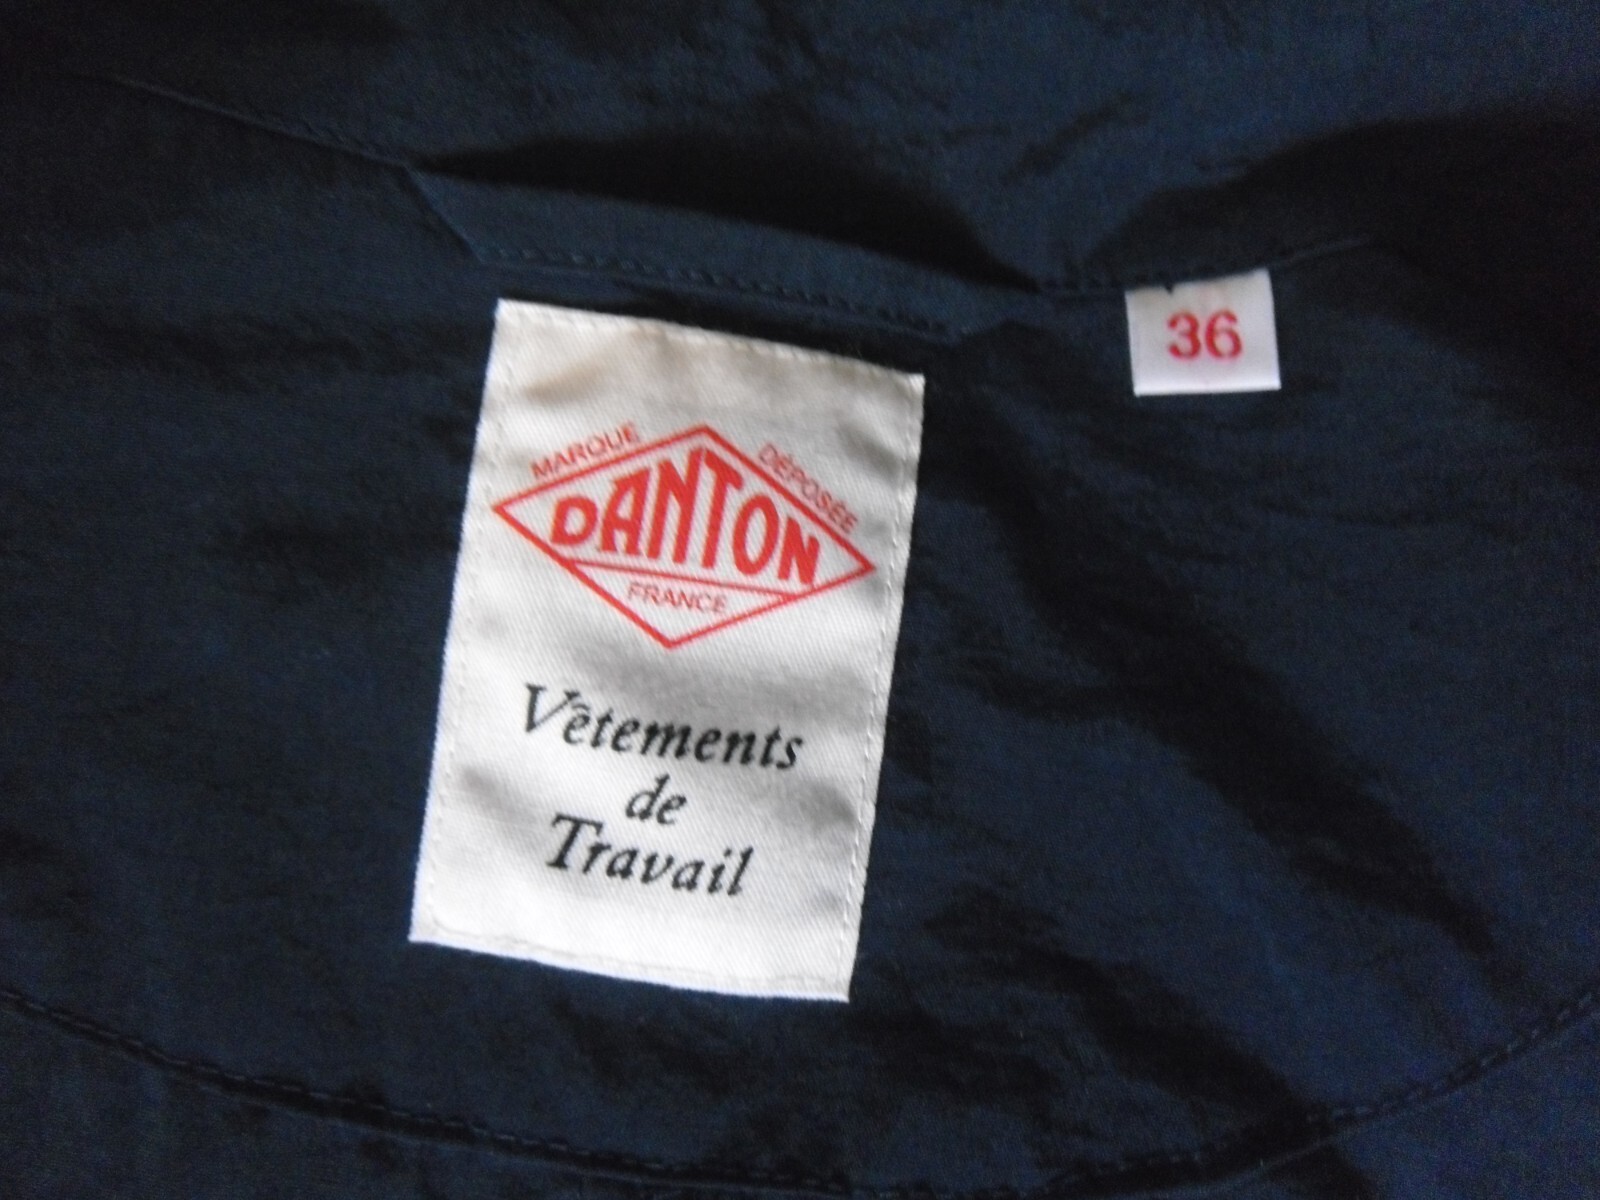 36
MARQUE DÉPOSÉE
DANTON
FRANCE
Vêtements
de
Travail